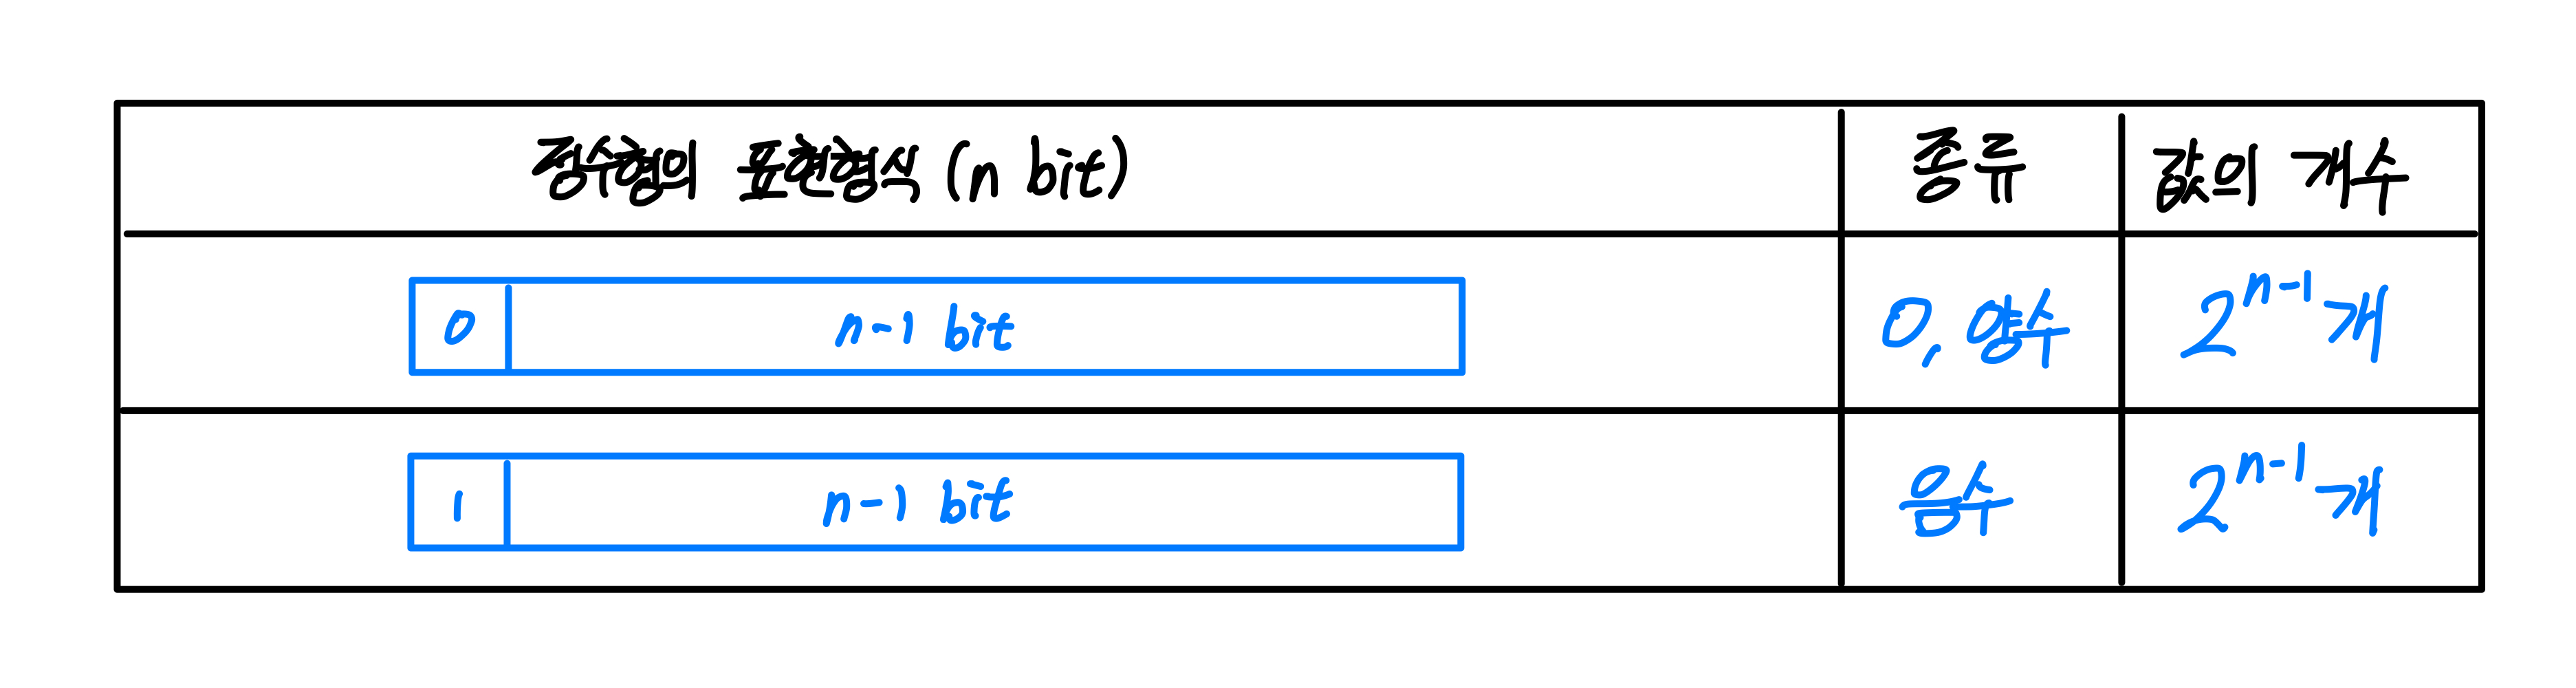 정수형의 표현형식 (n bit) 종류 값의 개수
0 n-1 bit 0, 양수 2^{n-1}개
1 n-1 bit 음수 2^{n-1}개